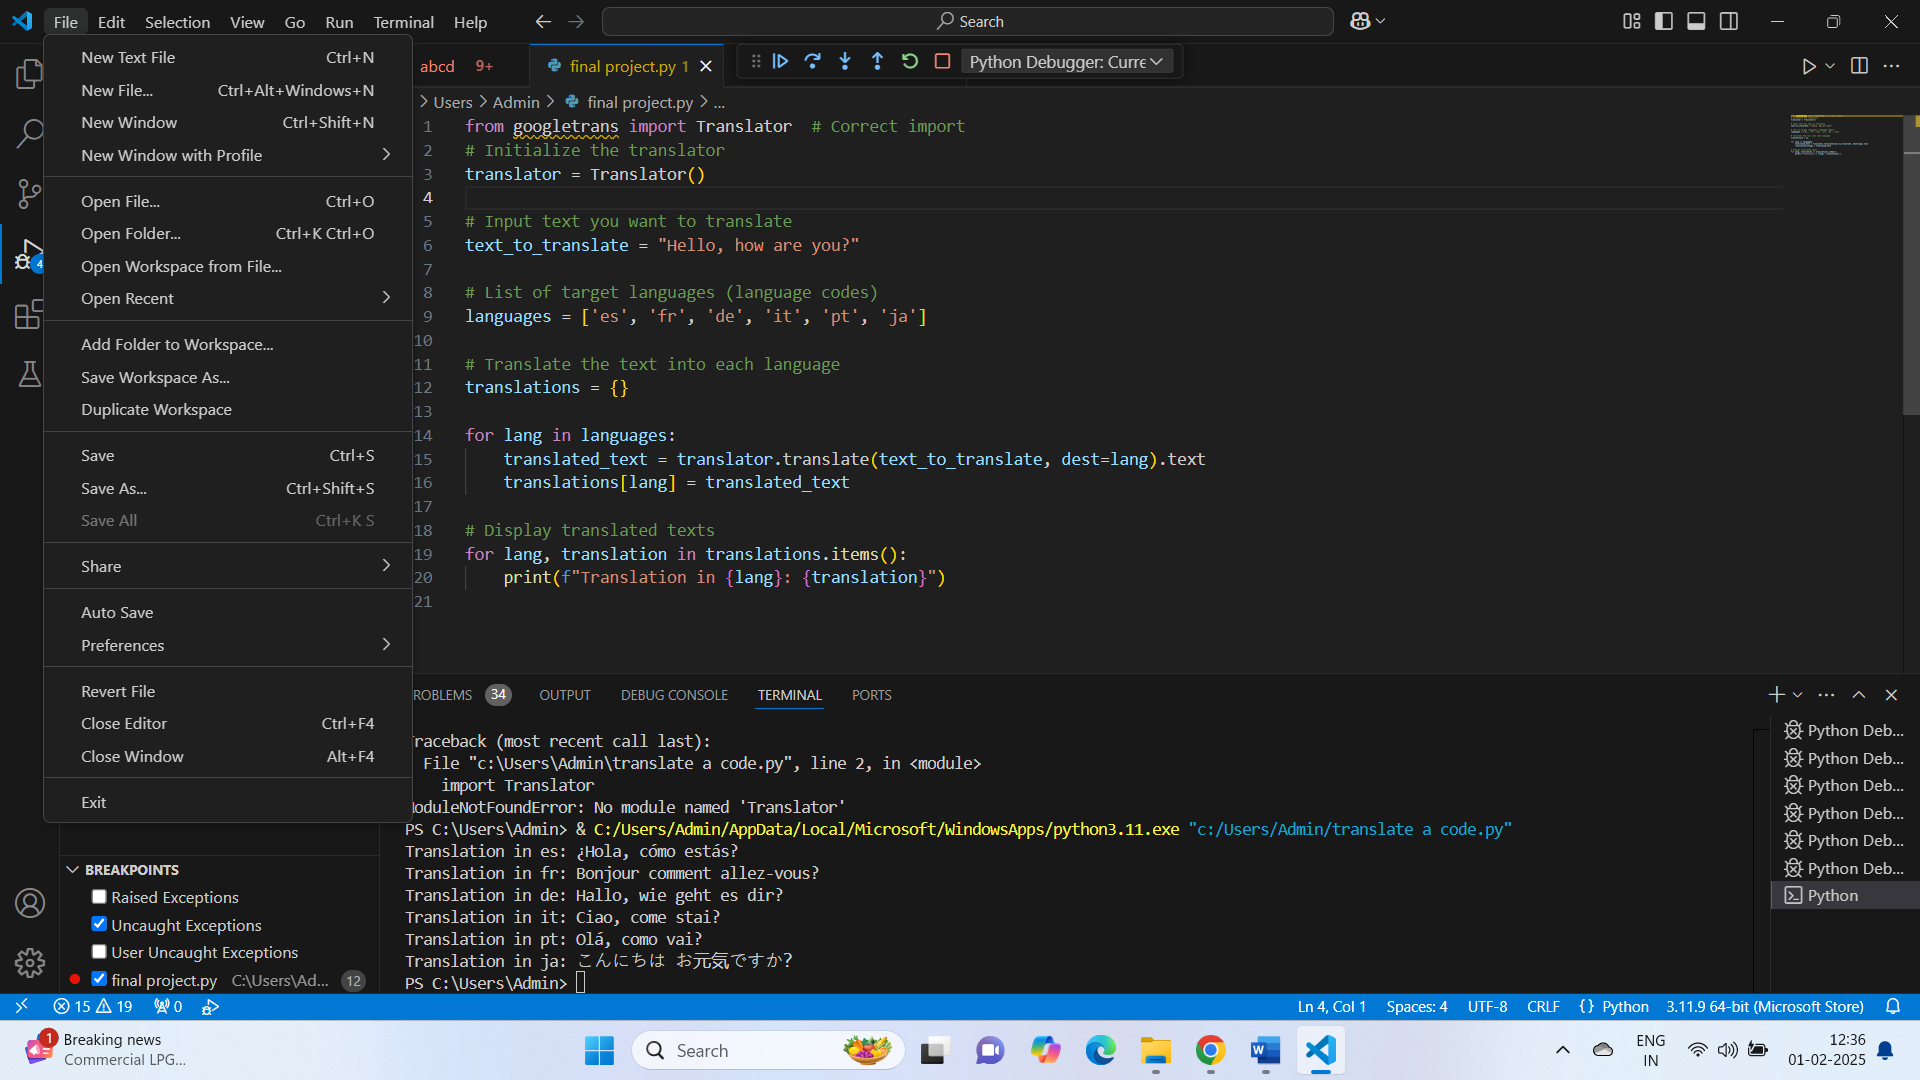 File Edit Selection View Go Run Terminal Help
Search
New Text File Ctrl+N
New File... Ctrl+Alt+Windows+N
New Window Ctrl+Shift+N
New Window with Profile
Open File... Ctrl+O
Open Folder... Ctrl+K Ctrl+O
Open Workspace from File...
Open Recent
Add Folder to Workspace...
Save Workspace As...
Duplicate Workspace
Save Ctrl+S
Save As... Ctrl+Shift+S
Save All Ctrl+K S
Share
Auto Save
Preferences
Revert File
Close Editor Ctrl+F4
Close Window Alt+F4
Exit
4
BREAKPOINTS
Raised Exceptions
Uncaught Exceptions
User Uncaught Exceptions
final project.py C:\Users\Ad... 12
abcd 9+
final project.py 1
Python Debugger: Curre
Users > Admin > final project.py > ...
1 from googletrans import Translator  # Correct import
2 # Initialize the translator
3 translator = Translator()
4
5 # Input text you want to translate
6 text_to_translate = "Hello, how are you?"
7
8 # List of target languages (language codes)
9 languages = ['es', 'fr', 'de', 'it', 'pt', 'ja']
10
11 # Translate the text into each language
12 translations = {}
13
14 for lang in languages:
15     translated_text = translator.translate(text_to_translate, dest=lang).text
16     translations[lang] = translated_text
17
18 # Display translated texts
19 for lang, translation in translations.items():
20     print(f"Translation in {lang}: {translation}")
21
ROBLEMS 34 OUTPUT DEBUG CONSOLE TERMINAL PORTS
Traceback (most recent call last):
File "c:\Users\Admin\translate a code.py", line 2, in <module>
import Translator
ModuleNotFoundError: No module named 'Translator'
PS C:\Users\Admin> & C:/Users/Admin/AppData/Local/Microsoft/WindowsApps/python3.11.exe "c:/Users/Admin/translate a code.py"
Translation in es: ¿Hola, cómo estás?
Translation in fr: Bonjour comment allez-vous?
Translation in de: Hallo, wie geht es dir?
Translation in it: Ciao, come stai?
Translation in pt: Olá, como vai?
Translation in ja: こんにちは お元気ですか?
PS C:\Users\Admin>
Python Deb...
Python Deb...
Python Deb...
Python Deb...
Python Deb...
Python Deb...
Python
15 19 0
Ln 4, Col 1 Spaces: 4 UTF-8 CRLF {} Python 3.11.9 64-bit (Microsoft Store)
1
Breaking news
Commercial LPG...
Search
ENG
IN
12:36
01-02-2025